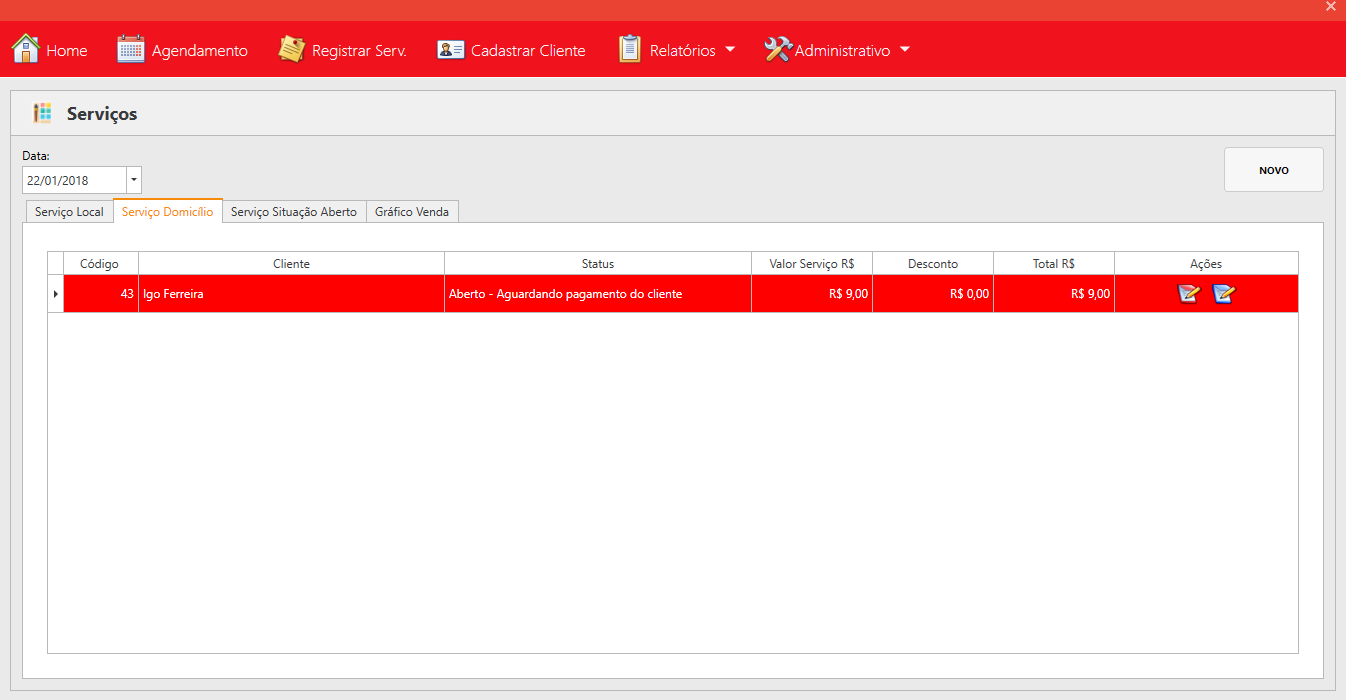 Home Agendamento Registrar Serv. Cadastrar Cliente Relatórios Administrativo
Serviços
Data:
22/01/2018
NOVO
Serviço Local Serviço Domicílio Serviço Situação Aberto Gráfico Venda
Código Cliente Status Valor Serviço R$ Desconto Total R$ Ações
43 Igo Ferreira Aberto - Aguardando pagamento do cliente R$ 9,00 R$ 0,00 R$ 9,00